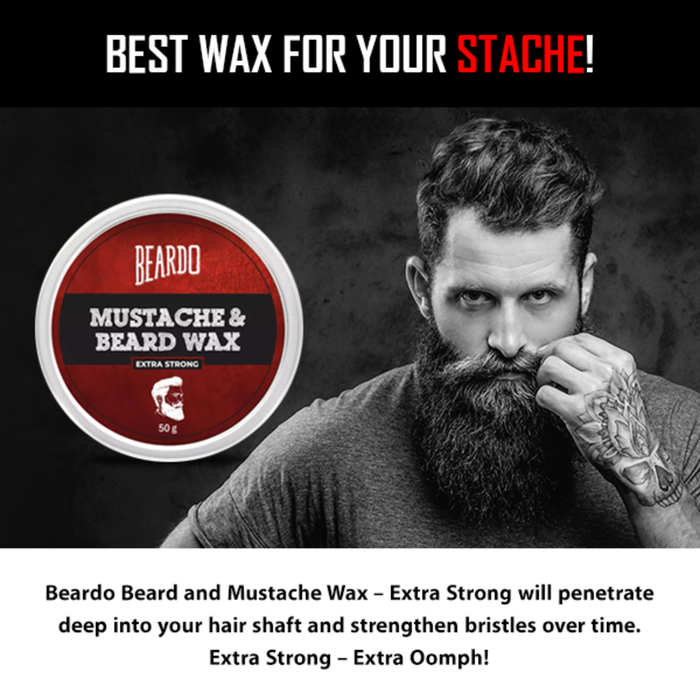 BEST WAX FOR YOUR STACHE!
BEARDO
MUSTACHE &
BEARD WAX
EXTRA STRONG
50 g
Beardo Beard and Mustache Wax – Extra Strong will penetrate
deep into your hair shaft and strengthen bristles over time.
Extra Strong – Extra Oomph!